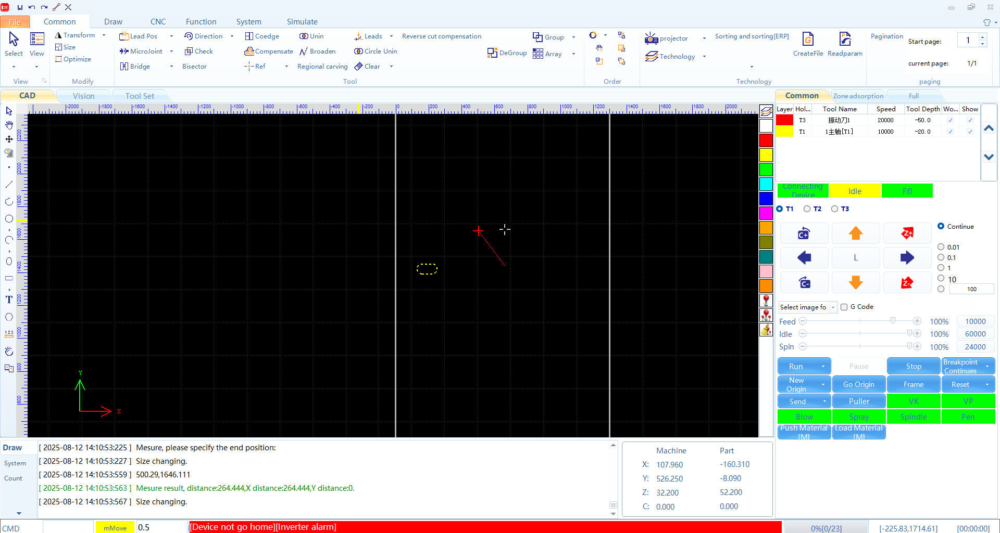 File
Common
Draw
CNC
Function
System
Simulate
Select
View
View
Transform
Size
Optimize
Modify
Lead Pos
Direction
Coedge
Unin
Leads
Reverse cut compensation
MicroJoint
Check
Compensate
Broaden
Circle Unin
Bridge
Bisector
Ref
Regional carving
Clear
DeGroup
Group
Array
Tool
Order
projector
Technology
Sorting and sorting[ERP]
CreateFile
Readparam
Technology
Pagination
Start page:
1
current page:
1/1
paging
CAD
Vision
Tool Set
-2000
-1800
-1600
-1400
-1200
-1000
-800
-600
-400
-200
0
200
400
600
800
1000
1200
1400
1600
1800
2000
2200
2000
1800
1600
1400
1200
1000
800
600
T
1 2 3
Y
X
Common
Zone adsorption
Full
Layer Hol... Tool Name Speed Tool Depth Wo... Show
T3 振动刀1 20000 -50.0
T1 1主轴[T1] 10000 -20.0
Connecting Device
Idle
F:0
T1
T2
T3
C+
Z+
L
C-
Z-
Continue
0.01
0.1
1
10
100
Select image fo
G Code
Feed 100% 10000
Idle 100% 60000
Spin 100% 24000
Run
Pause
Stop
Breakpoint Continues
New Origin
Go Origin
Frame
Reset
Send
Puller
VK
VP
Blow
Spray
Spindle
Pen
Push Material [M]
Load Material [M]
Draw
System
Count
[ 2025-08-12 14:10:53:225 ] Mesure, please specify the end position:
[ 2025-08-12 14:10:53:227 ] Size changing.
[ 2025-08-12 14:10:53:559 ] 500.29,1646.111
[ 2025-08-12 14:10:53:563 ] Mesure result, distance:264.444,X distance:264.444,Y distance:0.
[ 2025-08-12 14:10:53:567 ] Size changing.
Machine Part
X: 107.960 -160.310
Y: 526.250 -8.090
Z: 32.200 52.200
C: 0.000 0.000
CMD
mMove
0.5
[Device not go home][Inverter alarm]
0%[0/23]
[-225.83,1714.61]
[00:00:00]